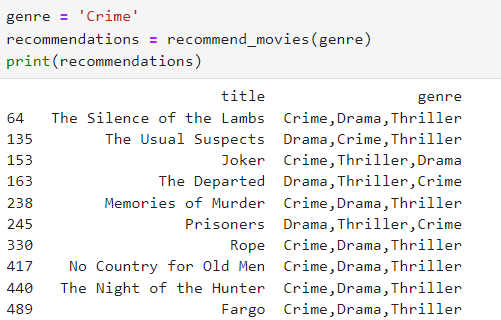 genre = 'Crime'
recommendations = recommend_movies(genre)
print(recommendations)
title genre
64 The Silence of the Lambs Crime,Drama,Thriller
135 The Usual Suspects Drama,Crime,Thriller
153 Joker Crime,Thriller,Drama
163 The Departed Drama,Thriller,Crime
238 Memories of Murder Crime,Drama,Thriller
245 Prisoners Drama,Thriller,Crime
330 Rope Crime,Drama,Thriller
417 No Country for Old Men Crime,Drama,Thriller
440 The Night of the Hunter Crime,Drama,Thriller
489 Fargo Crime,Drama,Thriller